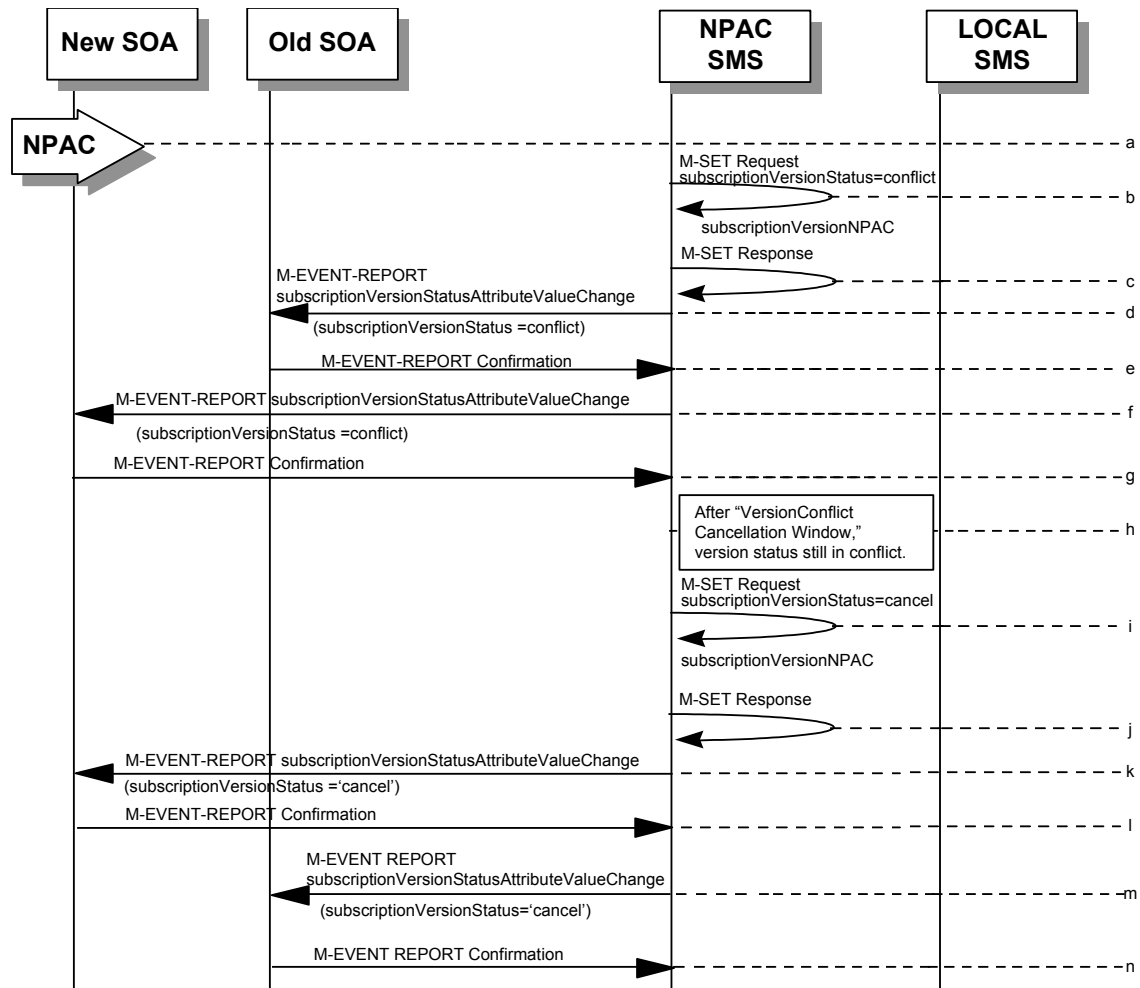 New SOA
Old SOA
NPAC
SMS
LOCAL
SMS
NPAC
a
M-SET Request
subscriptionVersionStatus=conflict
b
subscriptionVersionNPAC
M-SET Response
c
M-EVENT-REPORT
subscriptionVersionStatusAttributeValueChange
d
(subscriptionVersionStatus =conflict)
M-EVENT-REPORT Confirmation
e
M-EVENT-REPORT subscriptionVersionStatusAttributeValueChange
f
(subscriptionVersionStatus =conflict)
M-EVENT-REPORT Confirmation
g
After “VersionConflict
Cancellation Window,”
version status still in conflict.
h
M-SET Request
subscriptionVersionStatus=cancel
i
subscriptionVersionNPAC
M-SET Response
j
M-EVENT-REPORT subscriptionVersionStatusAttributeValueChange
k
(subscriptionVersionStatus =‘cancel’)
M-EVENT-REPORT Confirmation
l
M-EVENT REPORT
subscriptionVersionStatusAttributeValueChange
m
(subscriptionVersionStatus=‘cancel’)
M-EVENT REPORT Confirmation
n